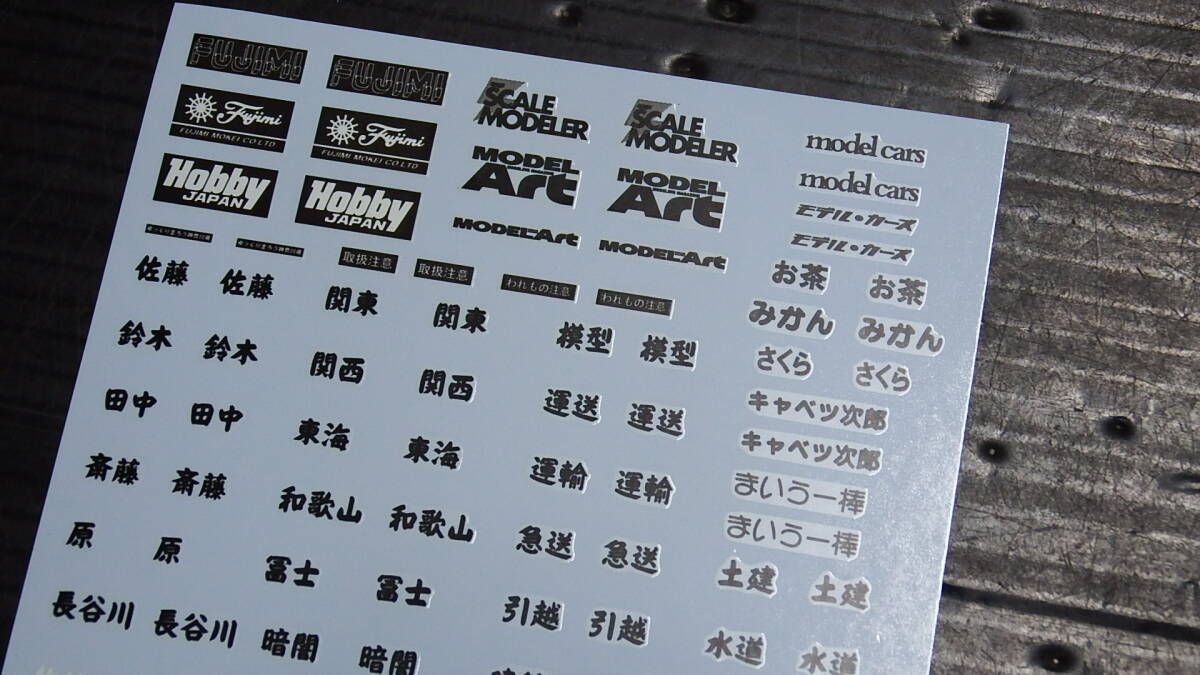 FUJIMI FUJIMI
Fujimi
FUJIMI MOKEI CO LTD
Fujimi
FUJIMI MOKEI CO LTD
Hobby
JAPAN
Hobby
JAPAN
取扱注意 取扱注意
佐藤 佐藤
鈴木 鈴木
田中 田中
斎藤 斎藤
原 原
長谷川 長谷川
関東 関東
関西 関西
東海 東海
和歌山 和歌山
冨士 冨士
暗闇 暗闇
SCALE
MODELER
SCALE
MODELER
MODEL
Art
MODEL
Art
MODEL Art
MODEL Art
われもの注意 われもの注意
模型 模型
運送 運送
運輸 運輸
急送 急送
引越 引越
model cars
model cars
モデル・カーズ
モデル・カーズ
お茶 お茶
みかん みかん
さくら さくら
キャベツ次郎
キャベツ次郎
まいうー棒
まいうー棒
土建 土建
水道 水道